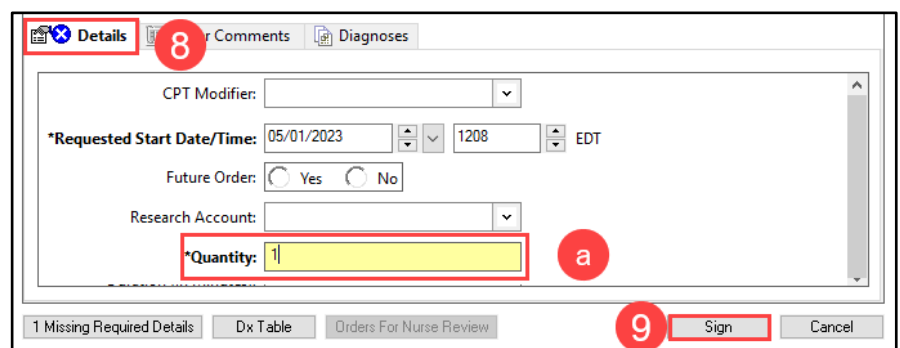 Details 8 r Comments Diagnoses
CPT Modifier:
*Requested Start Date/Time: 05/01/2023 1208 EDT
Future Order: Yes No
Research Account:
*Quantity: 1 a
1 Missing Required Details Dx Table Orders For Nurse Review 9 Sign Cancel